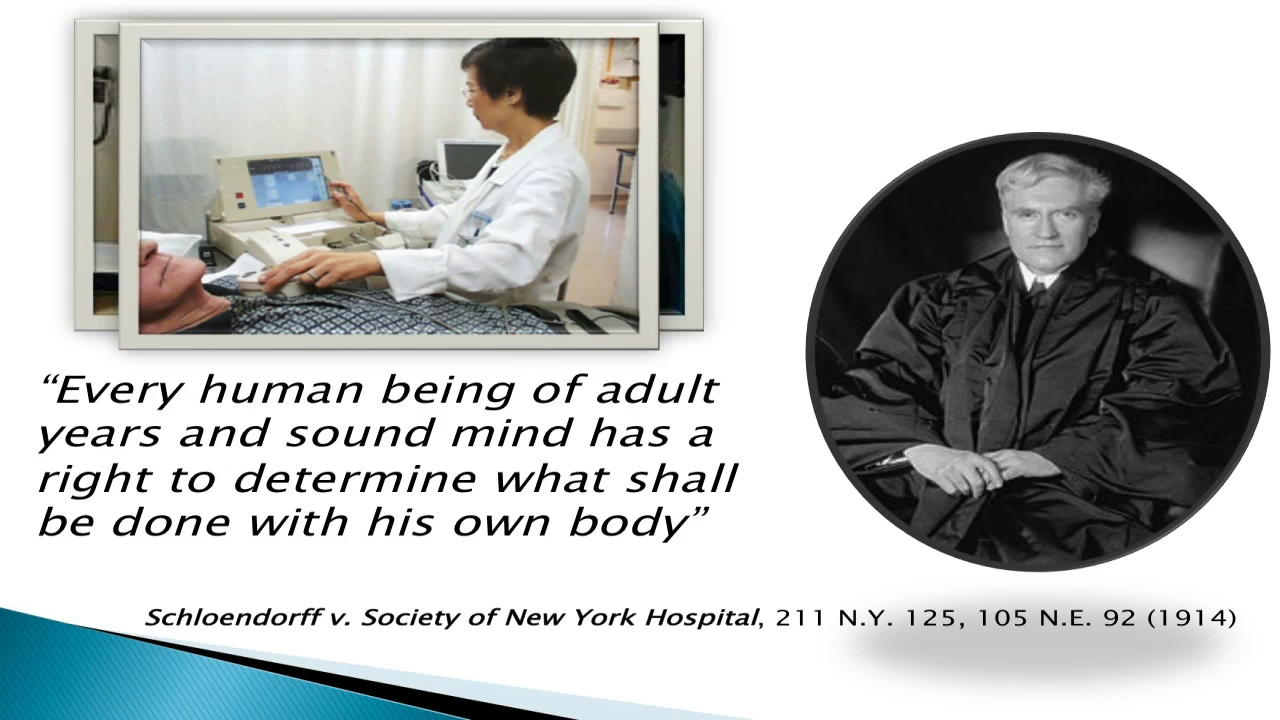 “Every human being of adult
years and sound mind has a
right to determine what shall
be done with his own body”
Schloendorff v. Society of New York Hospital, 211 N.Y. 125, 105 N.E. 92 (1914)